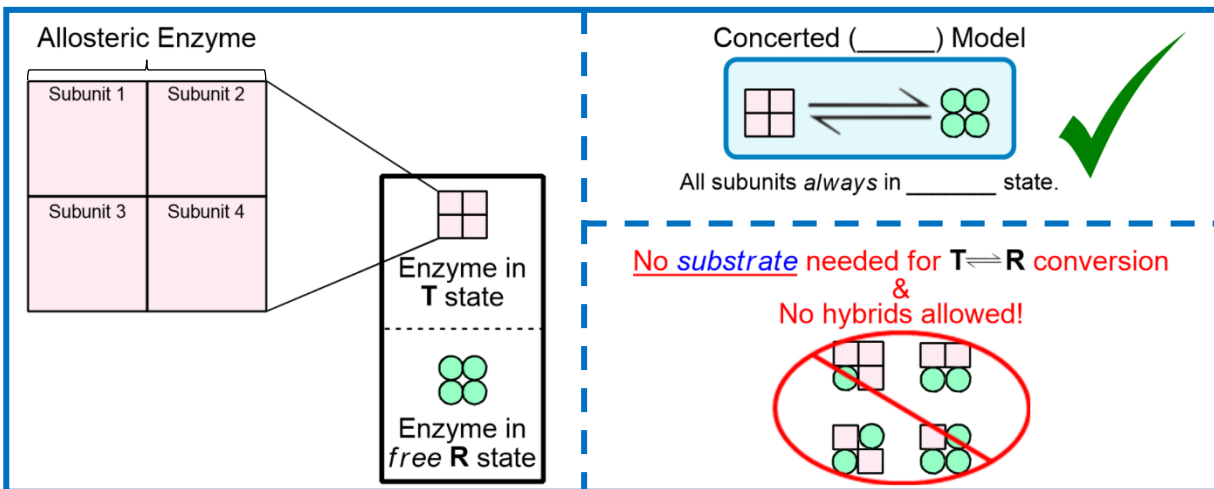 Allosteric Enzyme
Subunit 1
Subunit 2
Subunit 3
Subunit 4
Enzyme in
T state
Enzyme in
free R state
Concerted (_____) Model
All subunits always in _______ state.
No substrate needed for T⇌R conversion
&
No hybrids allowed!